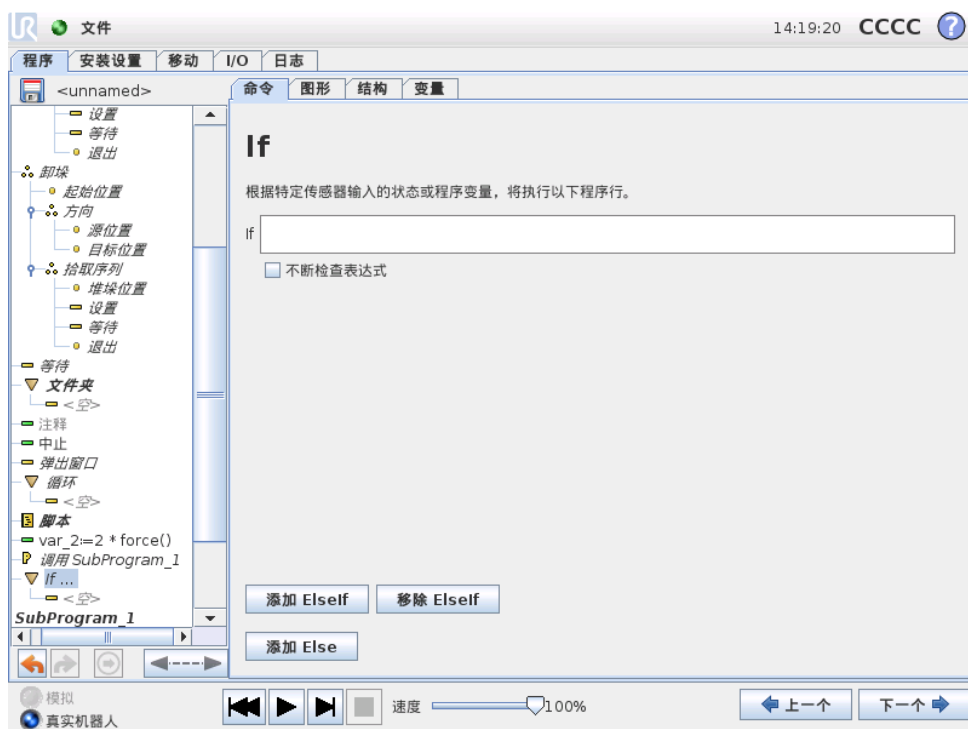 UR 文件 14:19:20 CCCC ?
程序 安装设置 移动 I/O 日志
<unnamed>
命令 图形 结构 变量
设置
等待
退出
卸垛
起始位置
方向
源位置
目标位置
拾取序列
堆垛位置
设置
等待
退出
等待
文件夹
<空>
注释
中止
弹出窗口
循环
<空>
脚本
var_2:=2 * force()
P 调用 SubProgram_1
If ...
<空>
SubProgram_1
If
根据特定传感器输入的状态或程序变量，将执行以下程序行。
If
不断检查表达式
添加 ElseIf 移除 ElseIf
添加 Else
模拟
真实机器人
速度 100%
上一个 下一个